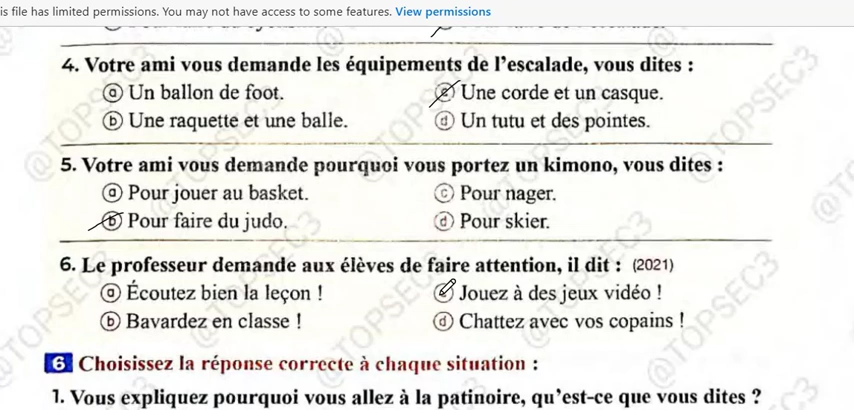 is file has limited permissions. You may not have access to some features. View permissions
4. Votre ami vous demande les équipements de l'escalade, vous dites :
ⓐ Un ballon de foot.
ⓒ Une corde et un casque.
ⓑ Une raquette et une balle.
ⓓ Un tutu et des pointes.
5. Votre ami vous demande pourquoi vous portez un kimono, vous dites :
ⓐ Pour jouer au basket.
ⓒ Pour nager.
ⓑ Pour faire du judo.
ⓓ Pour skier.
6. Le professeur demande aux élèves de faire attention, il dit : (2021)
ⓐ Écoutez bien la leçon !
ⓒ Jouez à des jeux vidéo !
ⓑ Bavardez en classe !
ⓓ Chattez avec vos copains !
6 Choisissez la réponse correcte à chaque situation :
1. Vous expliquez pourquoi vous allez à la patinoire, qu'est-ce que vous dites ?
@TOPSEC3